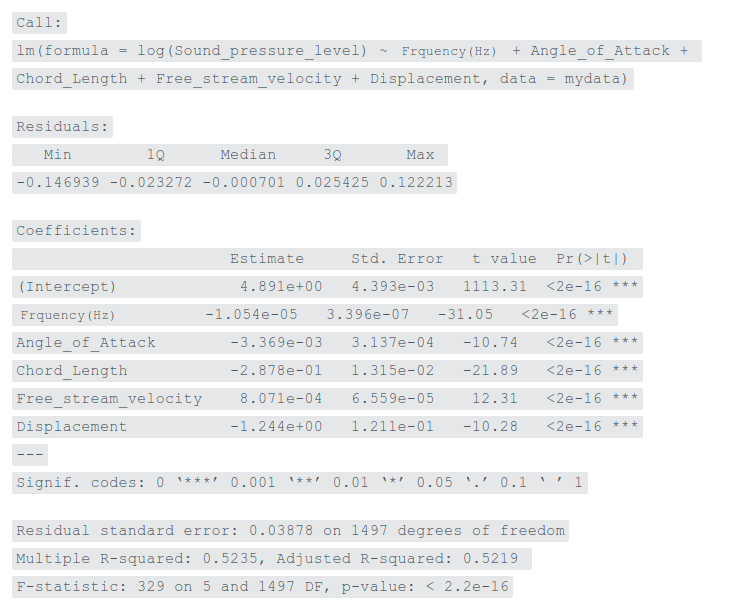 Call:
lm(formula = log(Sound_pressure_level) ~ Frquency(Hz) + Angle_of_Attack +
Chord_Length + Free_stream_velocity + Displacement, data = mydata)
Residuals:
Min 1Q Median 3Q Max
-0.146939 -0.023272 -0.000701 0.025425 0.122213
Coefficients:
Estimate Std. Error t value Pr(>|t|)
(Intercept) 4.891e+00 4.393e-03 1113.31 <2e-16 ***
Frquency(Hz) -1.054e-05 3.396e-07 -31.05 <2e-16 ***
Angle_of_Attack -3.369e-03 3.137e-04 -10.74 <2e-16 ***
Chord_Length -2.878e-01 1.315e-02 -21.89 <2e-16 ***
Free_stream_velocity 8.071e-04 6.559e-05 12.31 <2e-16 ***
Displacement -1.244e+00 1.211e-01 -10.28 <2e-16 ***
---
Signif. codes: 0 ‘***’ 0.001 ‘**’ 0.01 ‘*’ 0.05 ‘.’ 0.1 ‘ ’ 1
Residual standard error: 0.03878 on 1497 degrees of freedom
Multiple R-squared: 0.5235, Adjusted R-squared: 0.5219
F-statistic: 329 on 5 and 1497 DF, p-value: < 2.2e-16